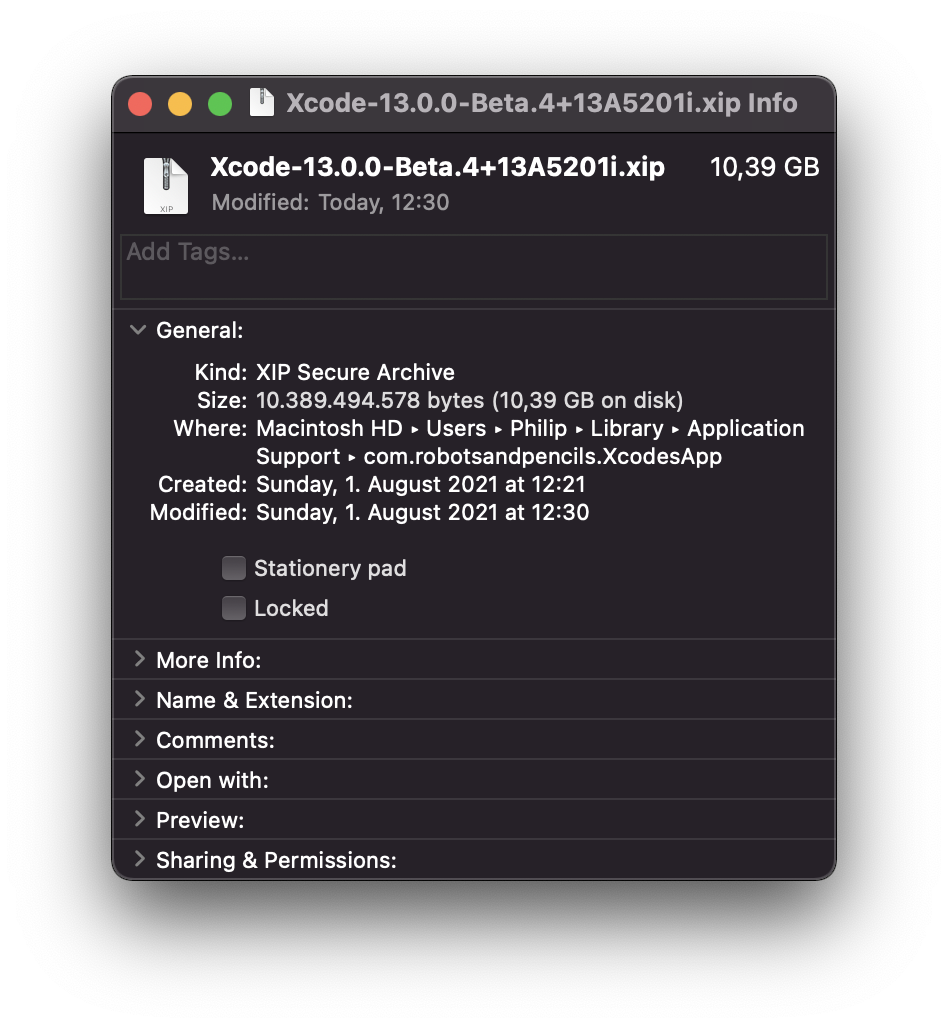 Xcode-13.0.0-Beta.4+13A5201i.xip Info
Xcode-13.0.0-Beta.4+13A5201i.xip 10,39 GB
XIP
Modified: Today, 12:30
Add Tags...
General:
Kind: XIP Secure Archive
Size: 10.389.494.578 bytes (10,39 GB on disk)
Where: Macintosh HD ▸ Users ▸ Philip ▸ Library ▸ Application
Support ▸ com.robotsandpencils.XcodesApp
Created: Sunday, 1. August 2021 at 12:21
Modified: Sunday, 1. August 2021 at 12:30
Stationery pad
Locked
More Info:
Name & Extension:
Comments:
Open with:
Preview:
Sharing & Permissions: